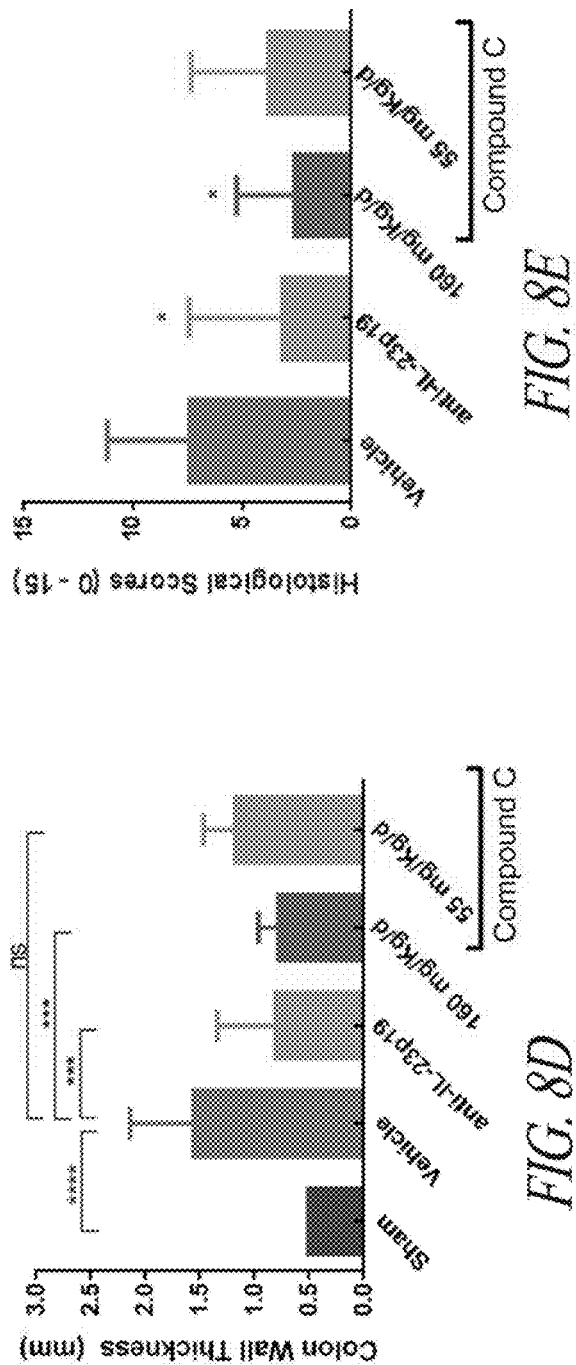 Colon Wall Thickness (mm)
3.0
2.5
2.0
1.5
1.0
0.5
0.0
ns
***
***
****
Sham
Vehicle
anti-IL-23p19
160 mg/Kg/d
55 mg/Kg/d
Compound C
FIG. 8D
Histological Scores (0 - 15)
15
10
5
0
*
*
Vehicle
anti-IL-23p19
160 mg/Kg/d
55 mg/Kg/d
Compound C
FIG. 8E